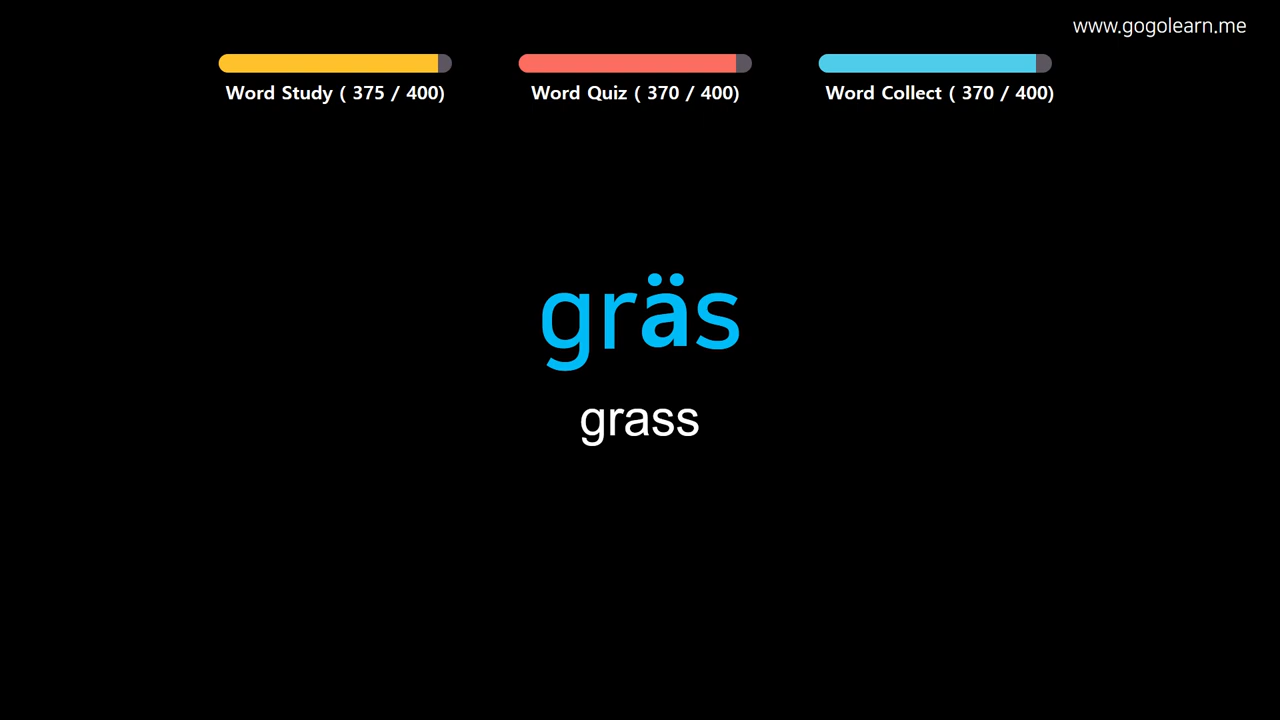 www.gogolearn.me
Word Study ( 375 / 400)
Word Quiz ( 370 / 400)
Word Collect ( 370 / 400)
gräs
grass